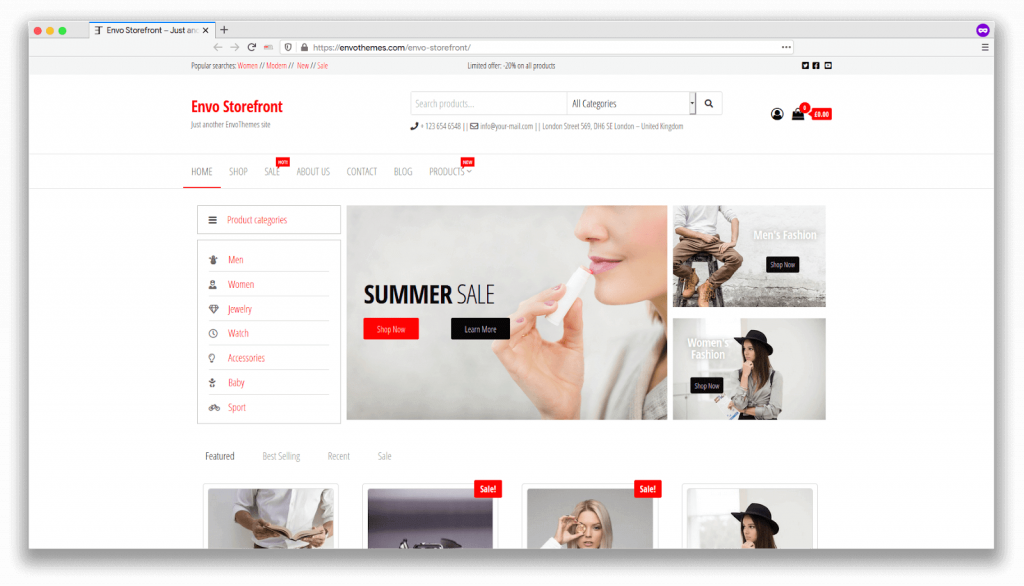 Envo Storefront – Just an
https://envothemes.com/envo-storefront/
Popular searches: Women // Modern // New // Sale
Limited offer: -20% on all products
Envo Storefront
Just another EnvoThemes site
Search products...
All Categories
+ 123 654 6548 || info@your-mail.com || London Street 569, DH6 SE London – United Kingdom
0
£0.00
HOME
SHOP
SALE
HOT!
ABOUT US
CONTACT
BLOG
PRODUCTS
NEW
Product categories
Men
Women
Jewelry
Watch
Accessories
Baby
Sport
SUMMER SALE
Shop Now
Learn More
Men's Fashion
Shop Now
Women's
Fashion
Shop Now
Featured
Best Selling
Recent
Sale
Sale!
Sale!